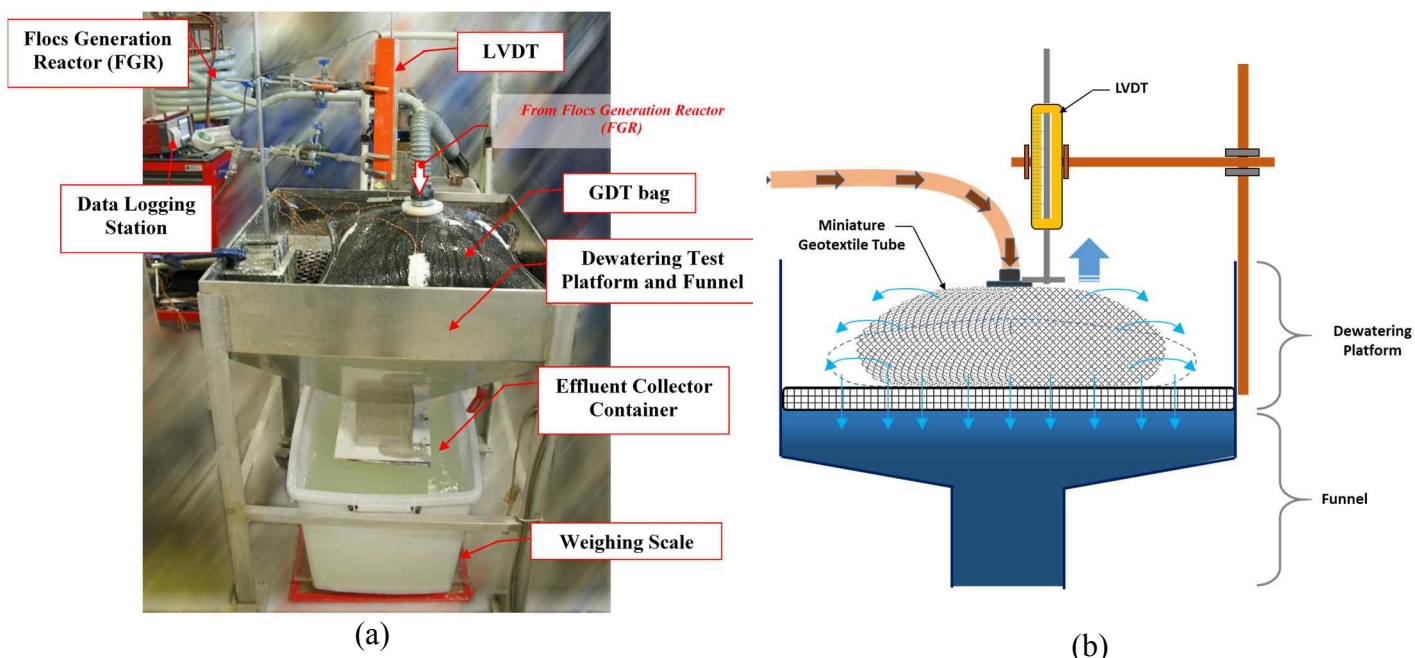 Flocs Generation
Reactor (FGR)
LVDT
From Flocs Generation Reactor
(FGR)
GDT bag
Data Logging
Station
Dewatering Test
Platform and Funnel
Effluent Collector
Container
Weighing Scale
(a)
LVDT
Miniature
Geotextile Tube
Dewatering
Platform
Funnel
(b)